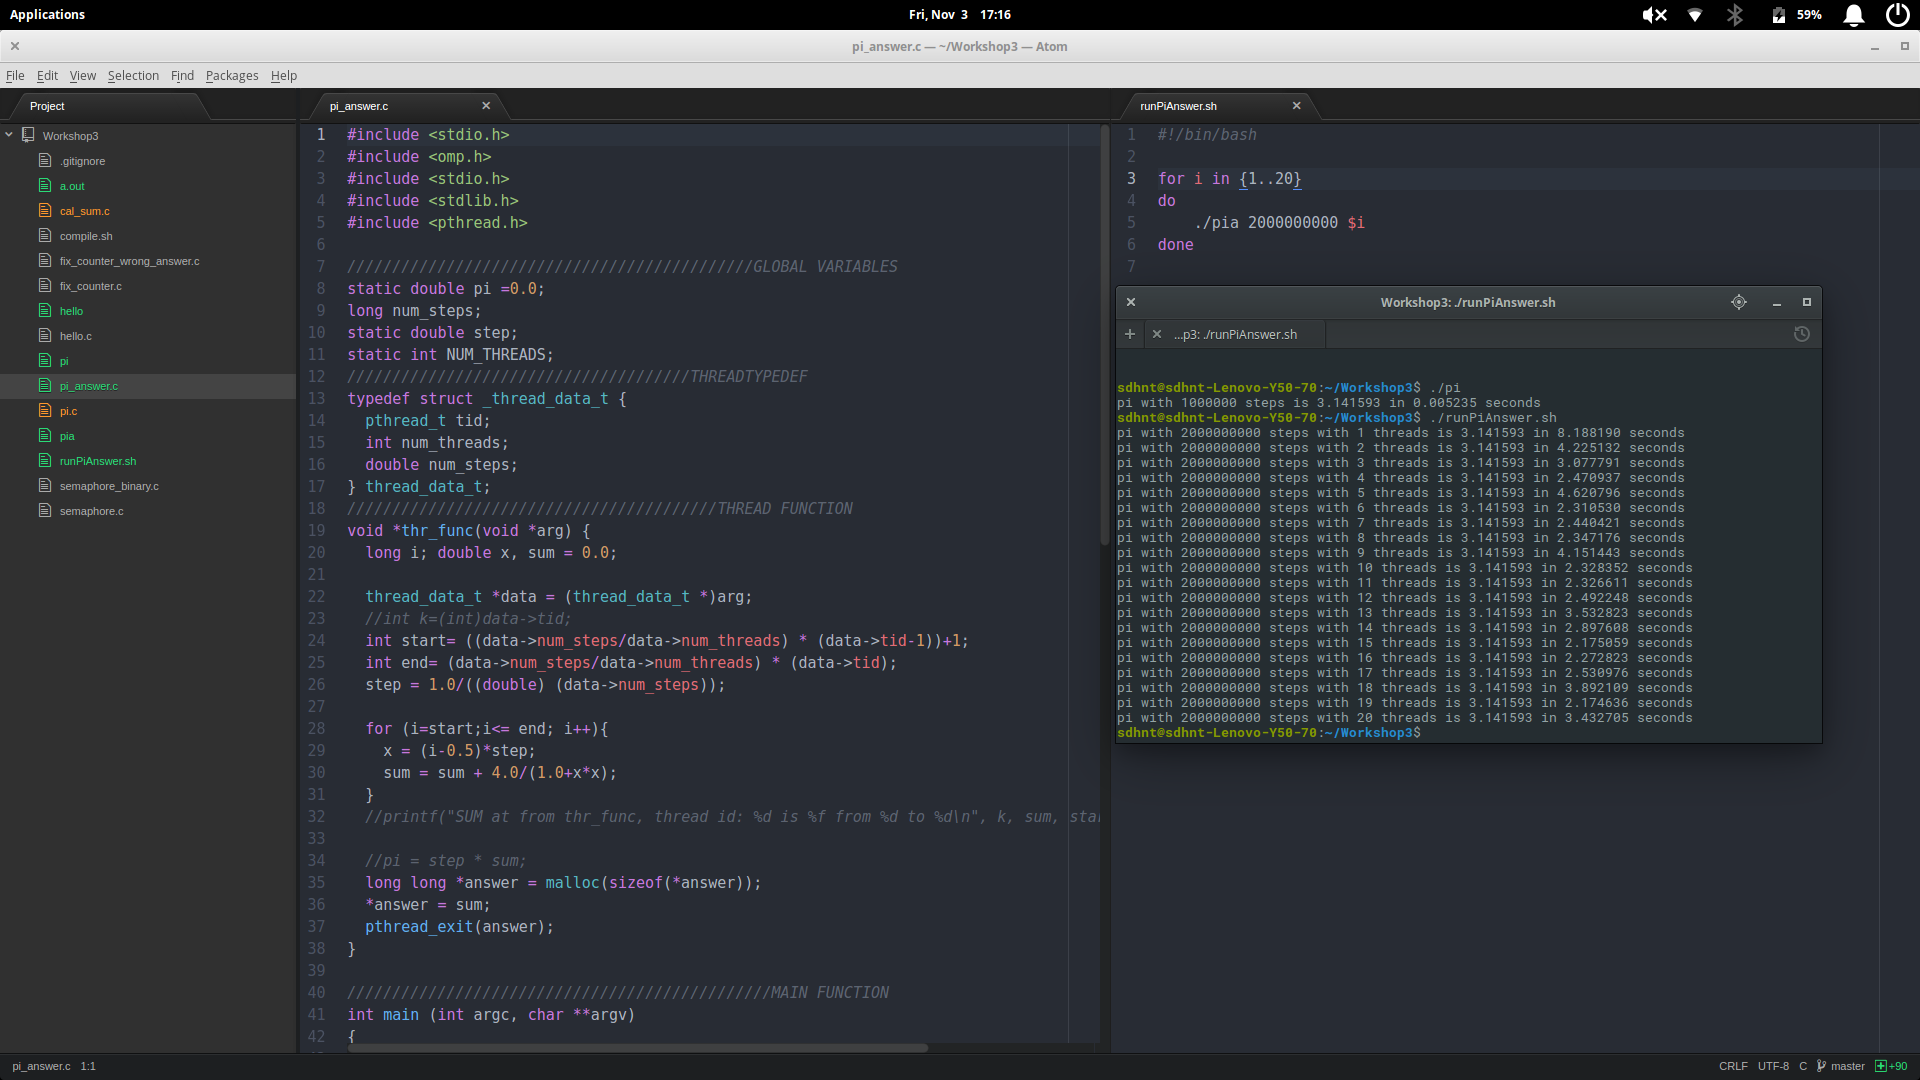 Applications
Fri, Nov 3 17:16
59%
pi_answer.c — ~/Workshop3 — Atom
File Edit View Selection Find Packages Help
Project
Workshop3
.gitignore
a.out
cal_sum.c
compile.sh
fix_counter_wrong_answer.c
fix_counter.c
hello
hello.c
pi
pi_answer.c
pi.c
pia
runPiAnswer.sh
semaphore_binary.c
semaphore.c
pi_answer.c
1 #include <stdio.h>
2 #include <omp.h>
3 #include <stdio.h>
4 #include <stdlib.h>
5 #include <pthread.h>
6
7 /////////////////////////////////////////////GLOBAL VARIABLES
8 static double pi =0.0;
9 long num_steps;
10 static double step;
11 static int NUM_THREADS;
12 //////////////////////////////////////THREADTYPEDEF
13 typedef struct _thread_data_t {
14 pthread_t tid;
15 int num_threads;
16 double num_steps;
17 } thread_data_t;
18 /////////////////////////////////////////THREAD FUNCTION
19 void *thr_func(void *arg) {
20 long i; double x, sum = 0.0;
21
22 thread_data_t *data = (thread_data_t *)arg;
23 //int k=(int)data->tid;
24 int start= ((data->num_steps/data->num_threads) * (data->tid-1))+1;
25 int end= (data->num_steps/data->num_threads) * (data->tid);
26 step = 1.0/((double) (data->num_steps));
27
28 for (i=start;i<= end; i++){
29 x = (i-0.5)*step;
30 sum = sum + 4.0/(1.0+x*x);
31 }
32 //printf("SUM at from thr_func, thread id: %d is %f from %d to %d\n", k, sum, sta
33
34 //pi = step * sum;
35 long long *answer = malloc(sizeof(*answer));
36 *answer = sum;
37 pthread_exit(answer);
38 }
39
40 ///////////////////////////////////////////////MAIN FUNCTION
41 int main (int argc, char **argv)
42 {
runPiAnswer.sh
1 #!/bin/bash
2
3 for i in {1..20}
4 do
5 ./pia 2000000000 $i
6 done
7
Workshop3: ./runPiAnswer.sh
...p3: ./runPiAnswer.sh
sdhnt@sdhnt-Lenovo-Y50-70:~/Workshop3$ ./pi
pi with 1000000 steps is 3.141593 in 0.005235 seconds
sdhnt@sdhnt-Lenovo-Y50-70:~/Workshop3$ ./runPiAnswer.sh
pi with 2000000000 steps with 1 threads is 3.141593 in 8.188190 seconds
pi with 2000000000 steps with 2 threads is 3.141593 in 4.225132 seconds
pi with 2000000000 steps with 3 threads is 3.141593 in 3.077791 seconds
pi with 2000000000 steps with 4 threads is 3.141593 in 2.470937 seconds
pi with 2000000000 steps with 5 threads is 3.141593 in 4.620796 seconds
pi with 2000000000 steps with 6 threads is 3.141593 in 2.310530 seconds
pi with 2000000000 steps with 7 threads is 3.141593 in 2.440421 seconds
pi with 2000000000 steps with 8 threads is 3.141593 in 2.347176 seconds
pi with 2000000000 steps with 9 threads is 3.141593 in 4.151443 seconds
pi with 2000000000 steps with 10 threads is 3.141593 in 2.328352 seconds
pi with 2000000000 steps with 11 threads is 3.141593 in 2.326611 seconds
pi with 2000000000 steps with 12 threads is 3.141593 in 2.492248 seconds
pi with 2000000000 steps with 13 threads is 3.141593 in 3.532823 seconds
pi with 2000000000 steps with 14 threads is 3.141593 in 2.897608 seconds
pi with 2000000000 steps with 15 threads is 3.141593 in 2.175059 seconds
pi with 2000000000 steps with 16 threads is 3.141593 in 2.272823 seconds
pi with 2000000000 steps with 17 threads is 3.141593 in 2.530976 seconds
pi with 2000000000 steps with 18 threads is 3.141593 in 3.892109 seconds
pi with 2000000000 steps with 19 threads is 3.141593 in 2.174636 seconds
pi with 2000000000 steps with 20 threads is 3.141593 in 3.432705 seconds
sdhnt@sdhnt-Lenovo-Y50-70:~/Workshop3$
pi_answer.c 1:1
CRLF UTF-8 C master +90